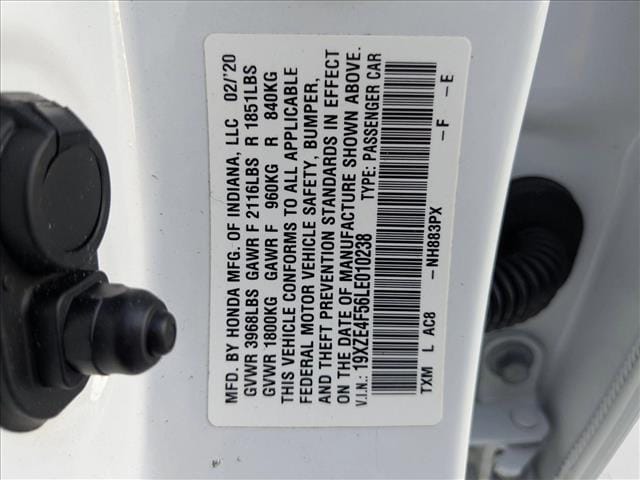 MFD. BY HONDA MFG. OF INDIANA, LLC 02/'20
GVWR 3968LBS GAWR F 2116LBS R 1851LBS
GVWR 1800KG GAWR F 960KG R 840KG
THIS VEHICLE CONFORMS TO ALL APPLICABLE
FEDERAL MOTOR VEHICLE SAFETY, BUMPER,
AND THEFT PREVENTION STANDARDS IN EFFECT
ON THE DATE OF MANUFACTURE SHOWN ABOVE.
V.I.N.: 19XZE4F56LE010238 TYPE: PASSENGER CAR
TXM L AC8 -NH883PX -F -E